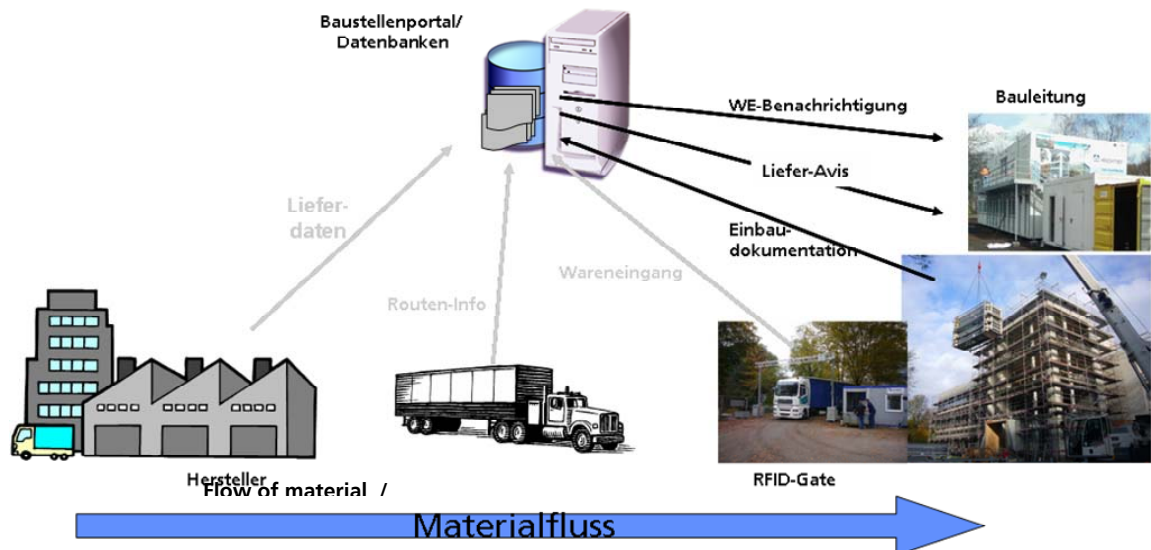 Baustellenportal/
Datenbanken
WE-Benachrichtigung
Bauleitung
Liefer-Avis
Liefer-
daten
Einbau-
dokumentation
Wareneingang
Routen-Info
Hersteller
RFID-Gate
Flow of material /
Materialfluss